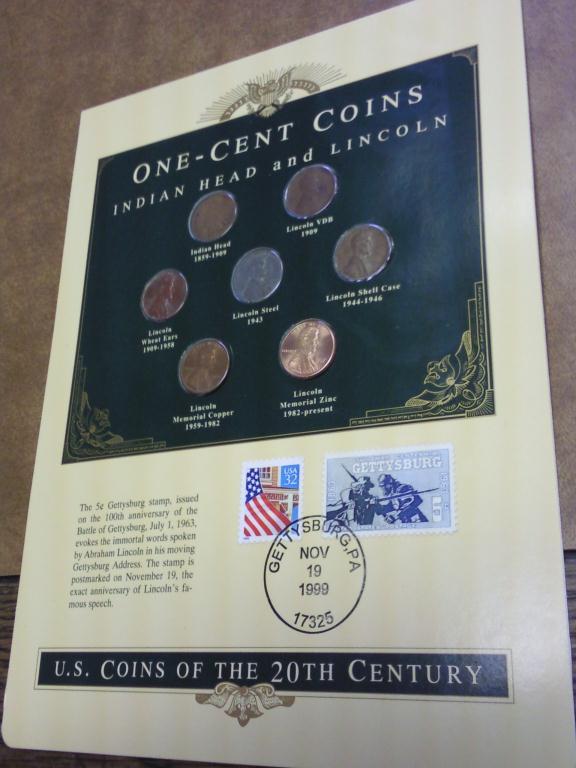 ONE-CENT COINS
INDIAN HEAD and LINCOLN
Indian Head
1859-1909
Lincoln VDB
1909
Lincoln
Wheat Ears
1909-1958
Lincoln Steel
1943
Lincoln Shell Case
1944-1946
Lincoln
Memorial Copper
1959-1982
Lincoln
Memorial Zinc
1982-present
USA
32
GETTYSBURG
The 5¢ Gettysburg stamp, issued
on the 100th anniversary of the
Battle of Gettysburg, July 1, 1963,
evokes the immortal words spoken
by Abraham Lincoln in his moving
Gettysburg Address. The stamp is
postmarked on November 19, the
exact anniversary of Lincoln's fa-
mous speech.
GETTYSBURG, PA
NOV
19
1999
17325
U.S. COINS OF THE 20TH CENTURY